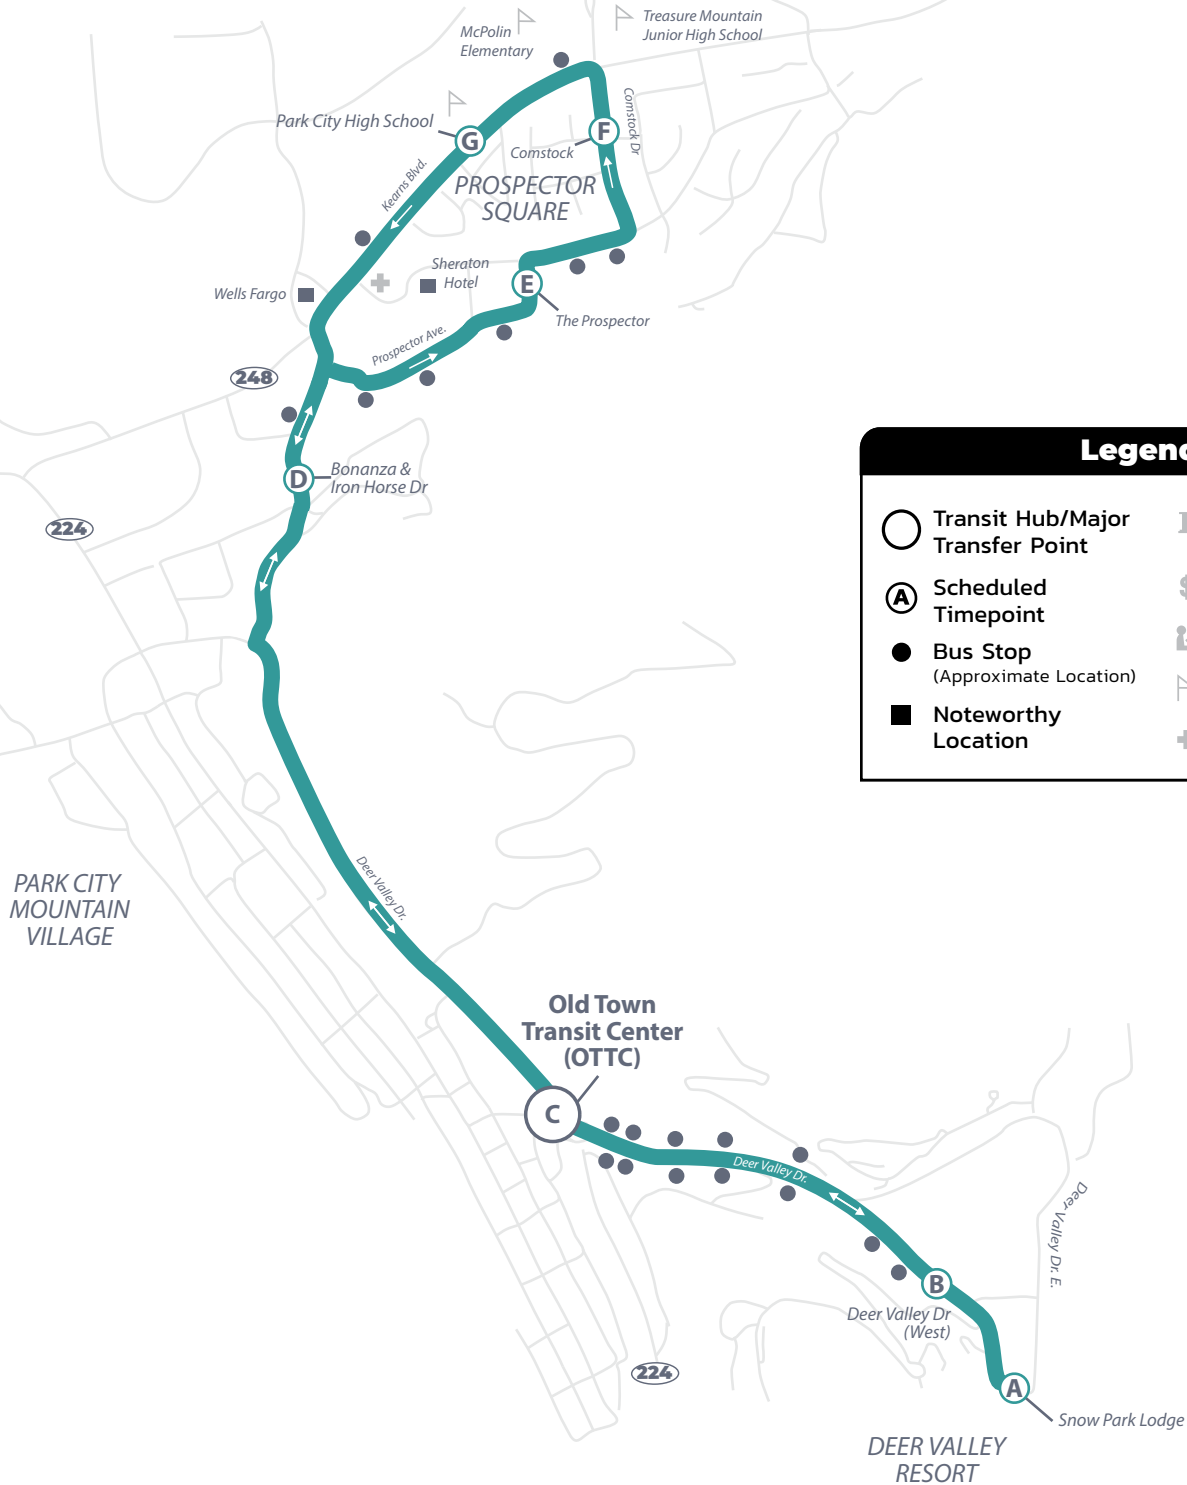 McPolin
Elementary
Treasure Mountain
Junior High School
Park City High School
G
F
Comstock Dr
Comstock
Kearns Blvd.
PROSPECTOR
SQUARE
Sheraton
Hotel
Wells Fargo
E
The Prospector
Prospector Ave.
248
D
Bonanza &
Iron Horse Dr
224
Transit Hub/Major
Transfer Point
A
Scheduled
Timepoint
Bus Stop
(Approximate Location)
Noteworthy
Location
PARK CITY
MOUNTAIN
VILLAGE
Deer Valley Dr.
Old Town
Transit Center
(OTTC)
C
Deer Valley Dr.
Deer Valley Dr. E.
B
Deer Valley Dr
(West)
224
A
Snow Park Lodge
DEER VALLEY
RESORT